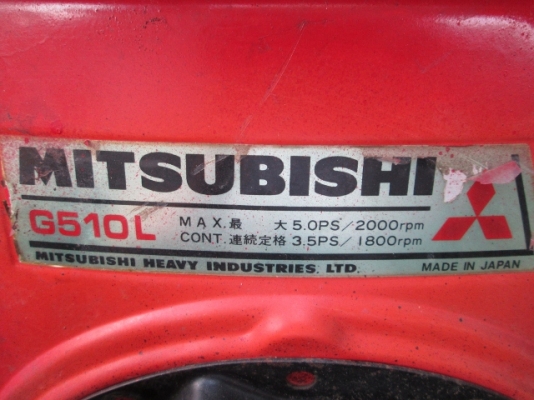 MITSUBISHI
G510L
MAX.最 大 5.0PS/2000rpm
CONT.連続定格 3.5PS/1800rpm
MITSUBISHI HEAVY INDUSTRIES. LTD.
MADE IN JAPAN